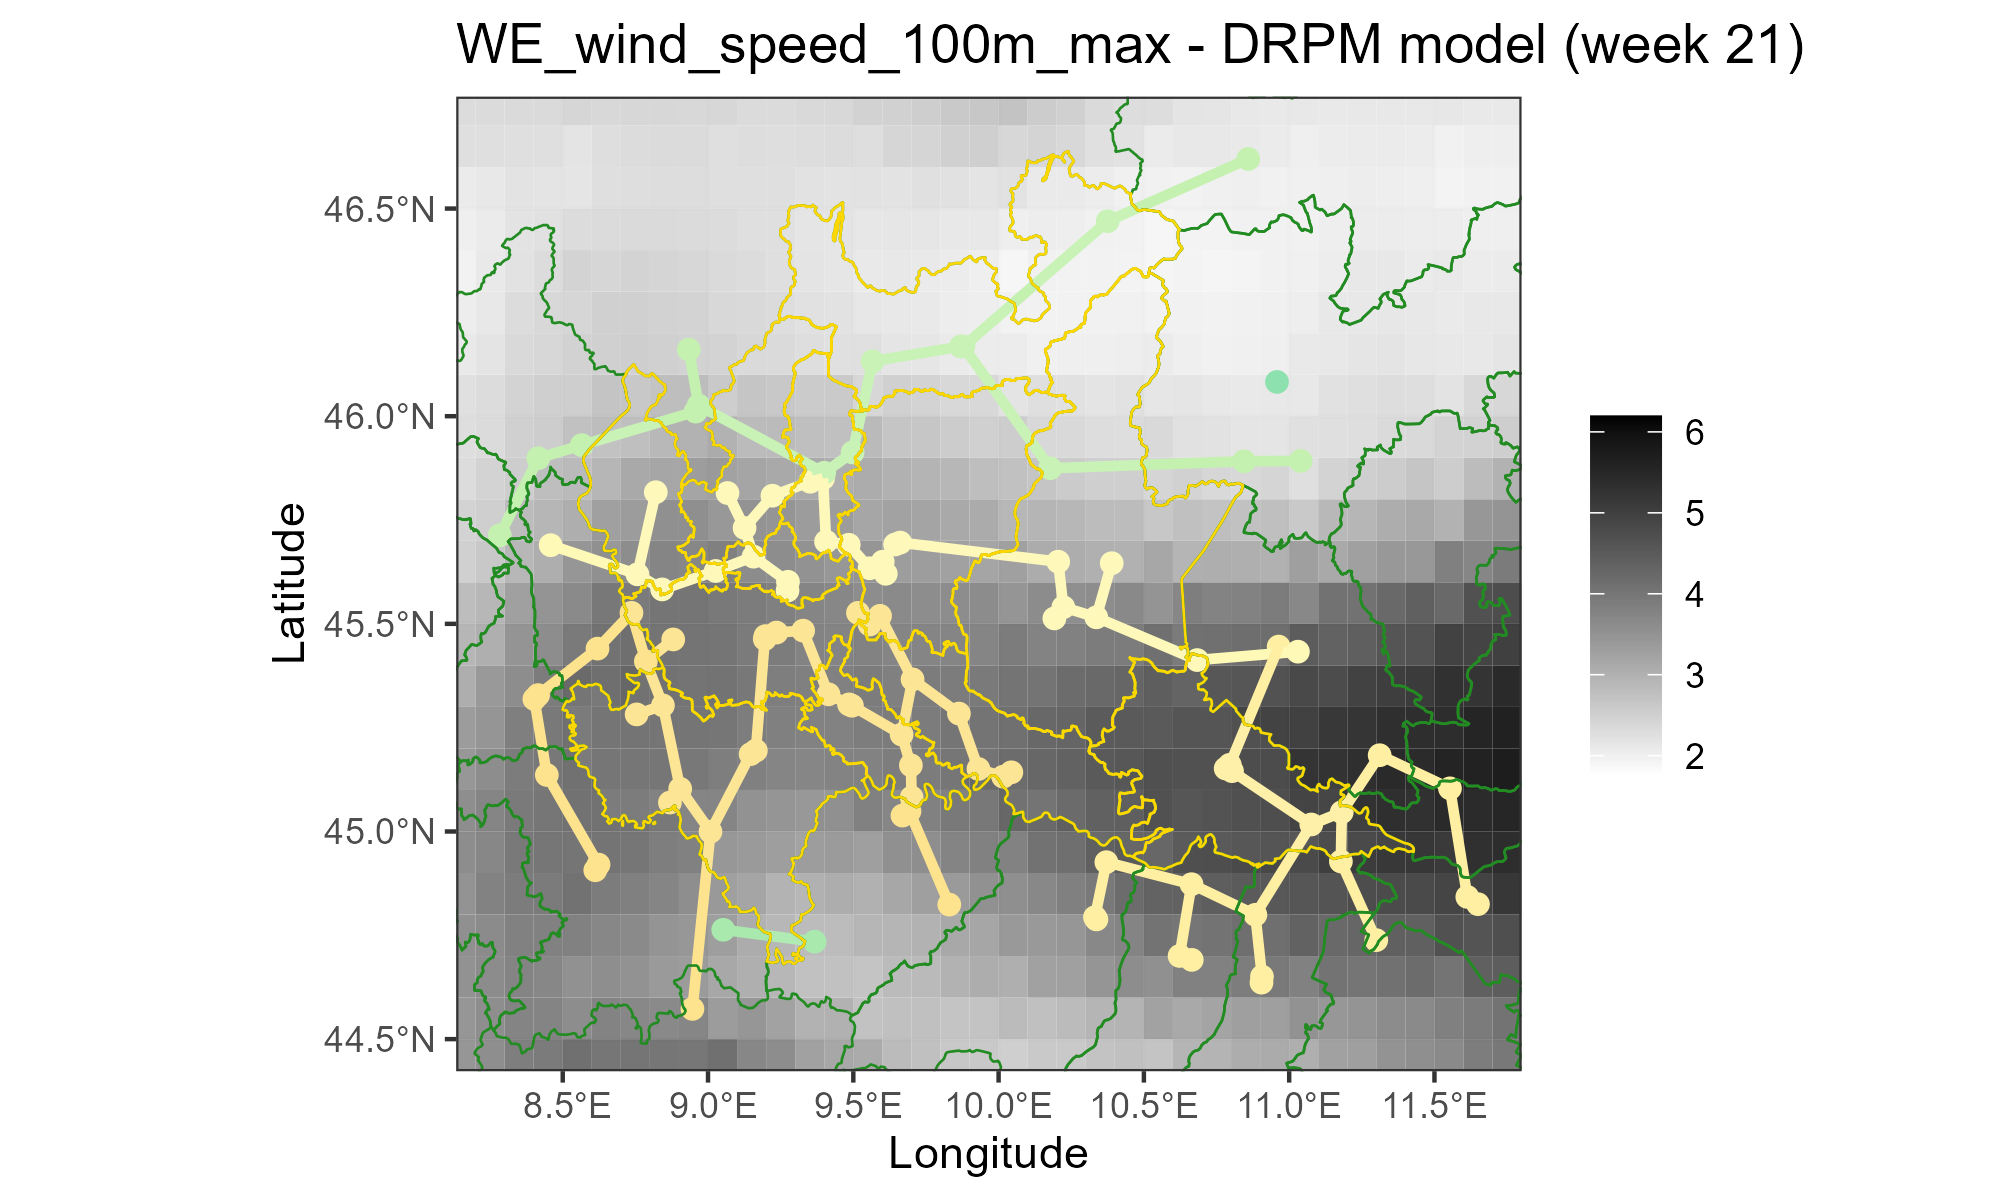 WE_wind_speed_100m_max - DRPM model (week 21)
46.5°N
46.0°N
45.5°N
45.0°N
44.5°N
Latitude
8.5°E 9.0°E 9.5°E 10.0°E 10.5°E 11.0°E 11.5°E
Longitude
6
5
4
3
2